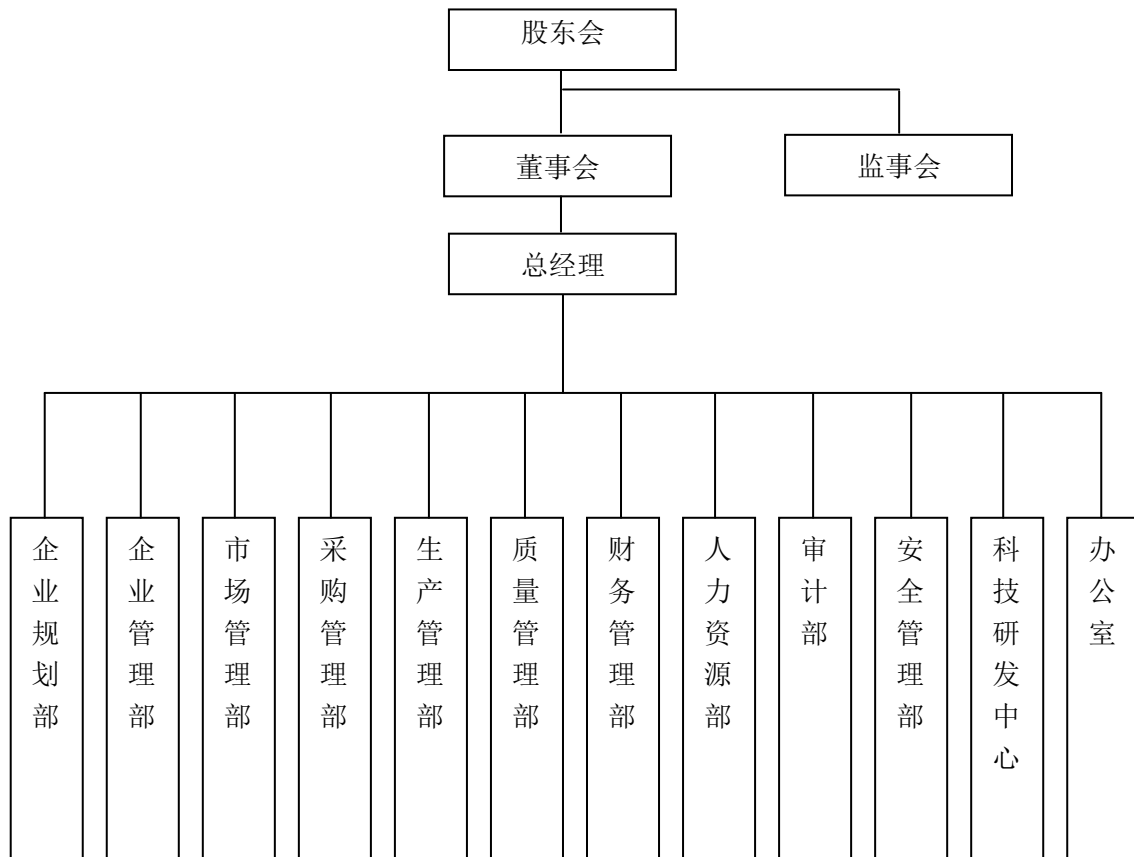 股东会
董事会
监事会
总经理
企业规划部
企业管理部
市场管理部
采购管理部
生产管理部
质量管理部
财务管理部
人力资源部
审计部
安全管理部
科技研发中心
办公室